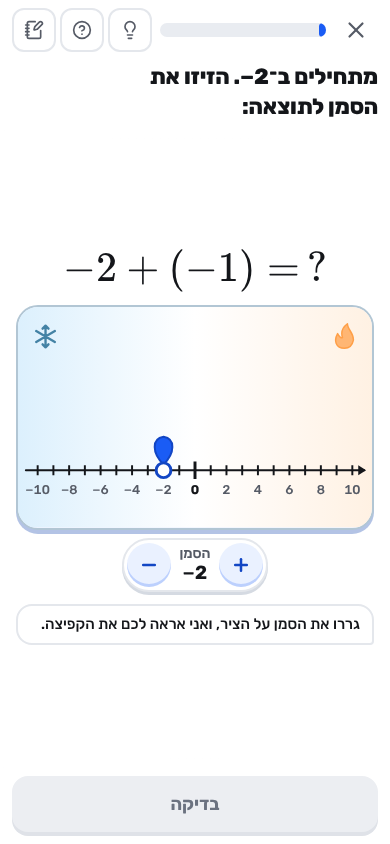 מתחילים ב־−2. הזיזו את
הסמן לתוצאה:
−2 + (−1) = ?
−10 −8 −6 −4 −2 0 2 4 6 8 10
הסמן
−2
גררו את הסמן על הציר, ואני אראה לכם את הקפיצה.
בדיקה